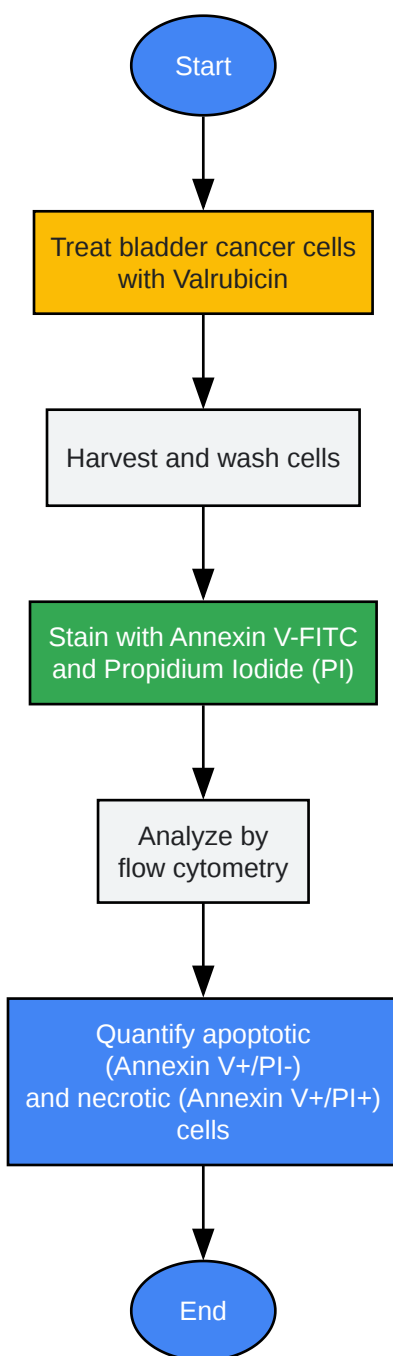 Start
Treat bladder cancer cells
with Valrubicin
Harvest and wash cells
Stain with Annexin V-FITC
and Propidium Iodide (PI)
Analyze by
flow cytometry
Quantify apoptotic
(Annexin V+/PI-)
and necrotic (Annexin V+/PI+)
cells
End